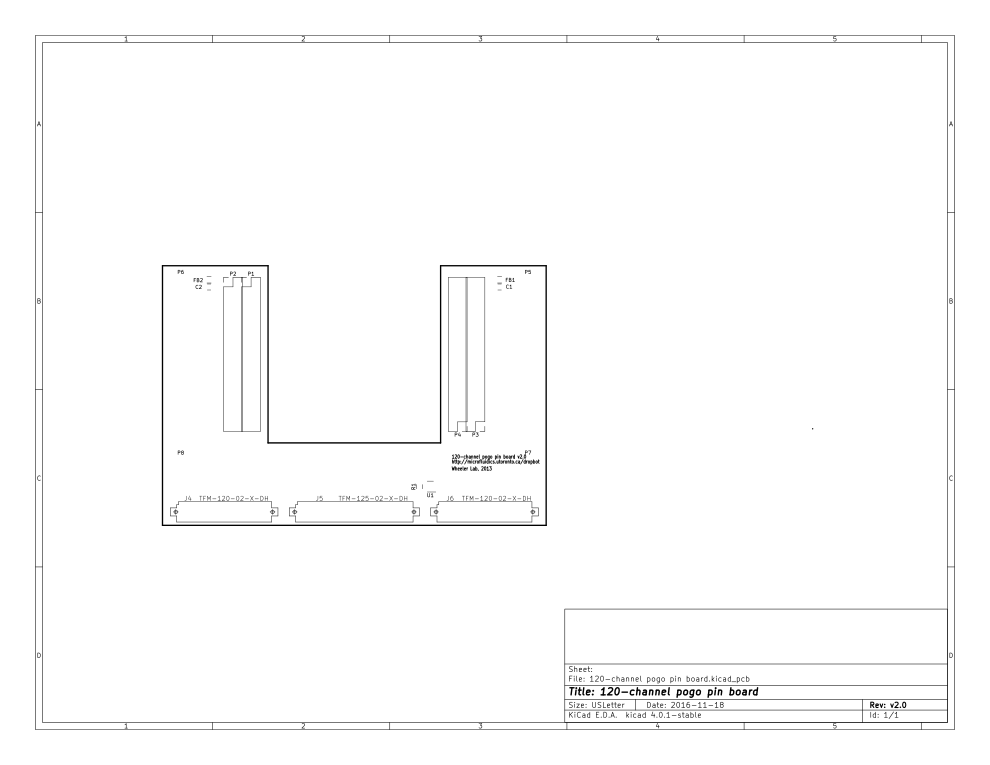 1 2 3 4 5
A A
P6 P5
FB2 P2 P1 FB1
C2 C1
B B
P4 P3
P8 P7
120-channel pogo pin board v2.0
http://microfluidics.utoronto.ca/dropbot
Wheeler Lab, 2013
C C
R3
U1
J4 TFM-120-02-X-DH J5 TFM-125-02-X-DH J6 TFM-120-02-X-DH
D D
Sheet:
File: 120-channel pogo pin board.kicad_pcb
Title: 120-channel pogo pin board
Size: USLetter Date: 2016-11-18 Rev: v2.0
KiCad E.D.A. kicad 4.0.1-stable Id: 1/1
1 2 3 4 5